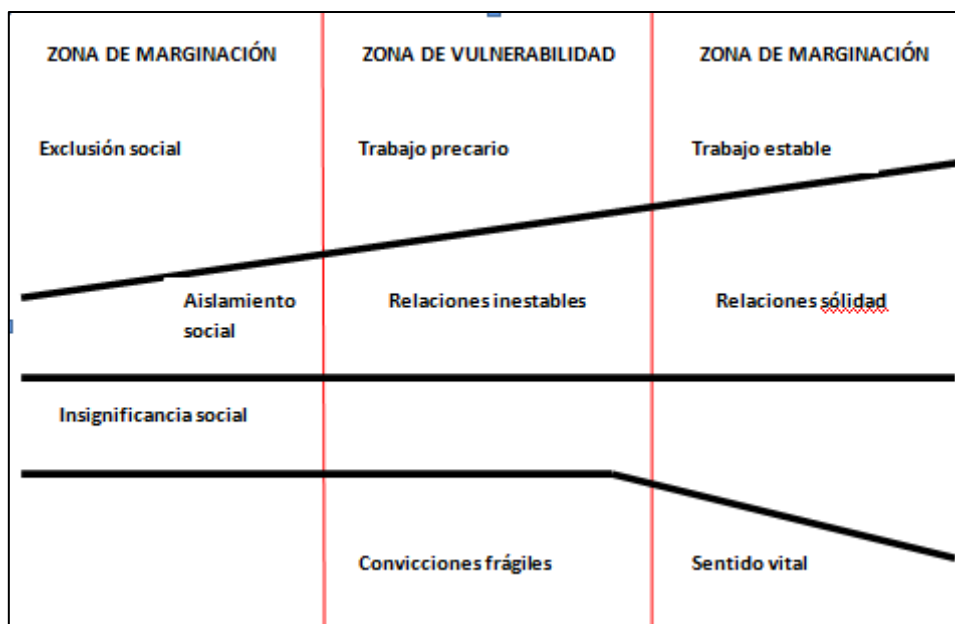 ZONA DE MARGINACIÓN ZONA DE VULNERABILIDAD ZONA DE MARGINACIÓN
Exclusión social Trabajo precario Trabajo estable
Aislamiento Relaciones inestables Relaciones sólidad
social
Insignificancia social
Convicciones frágiles Sentido vital